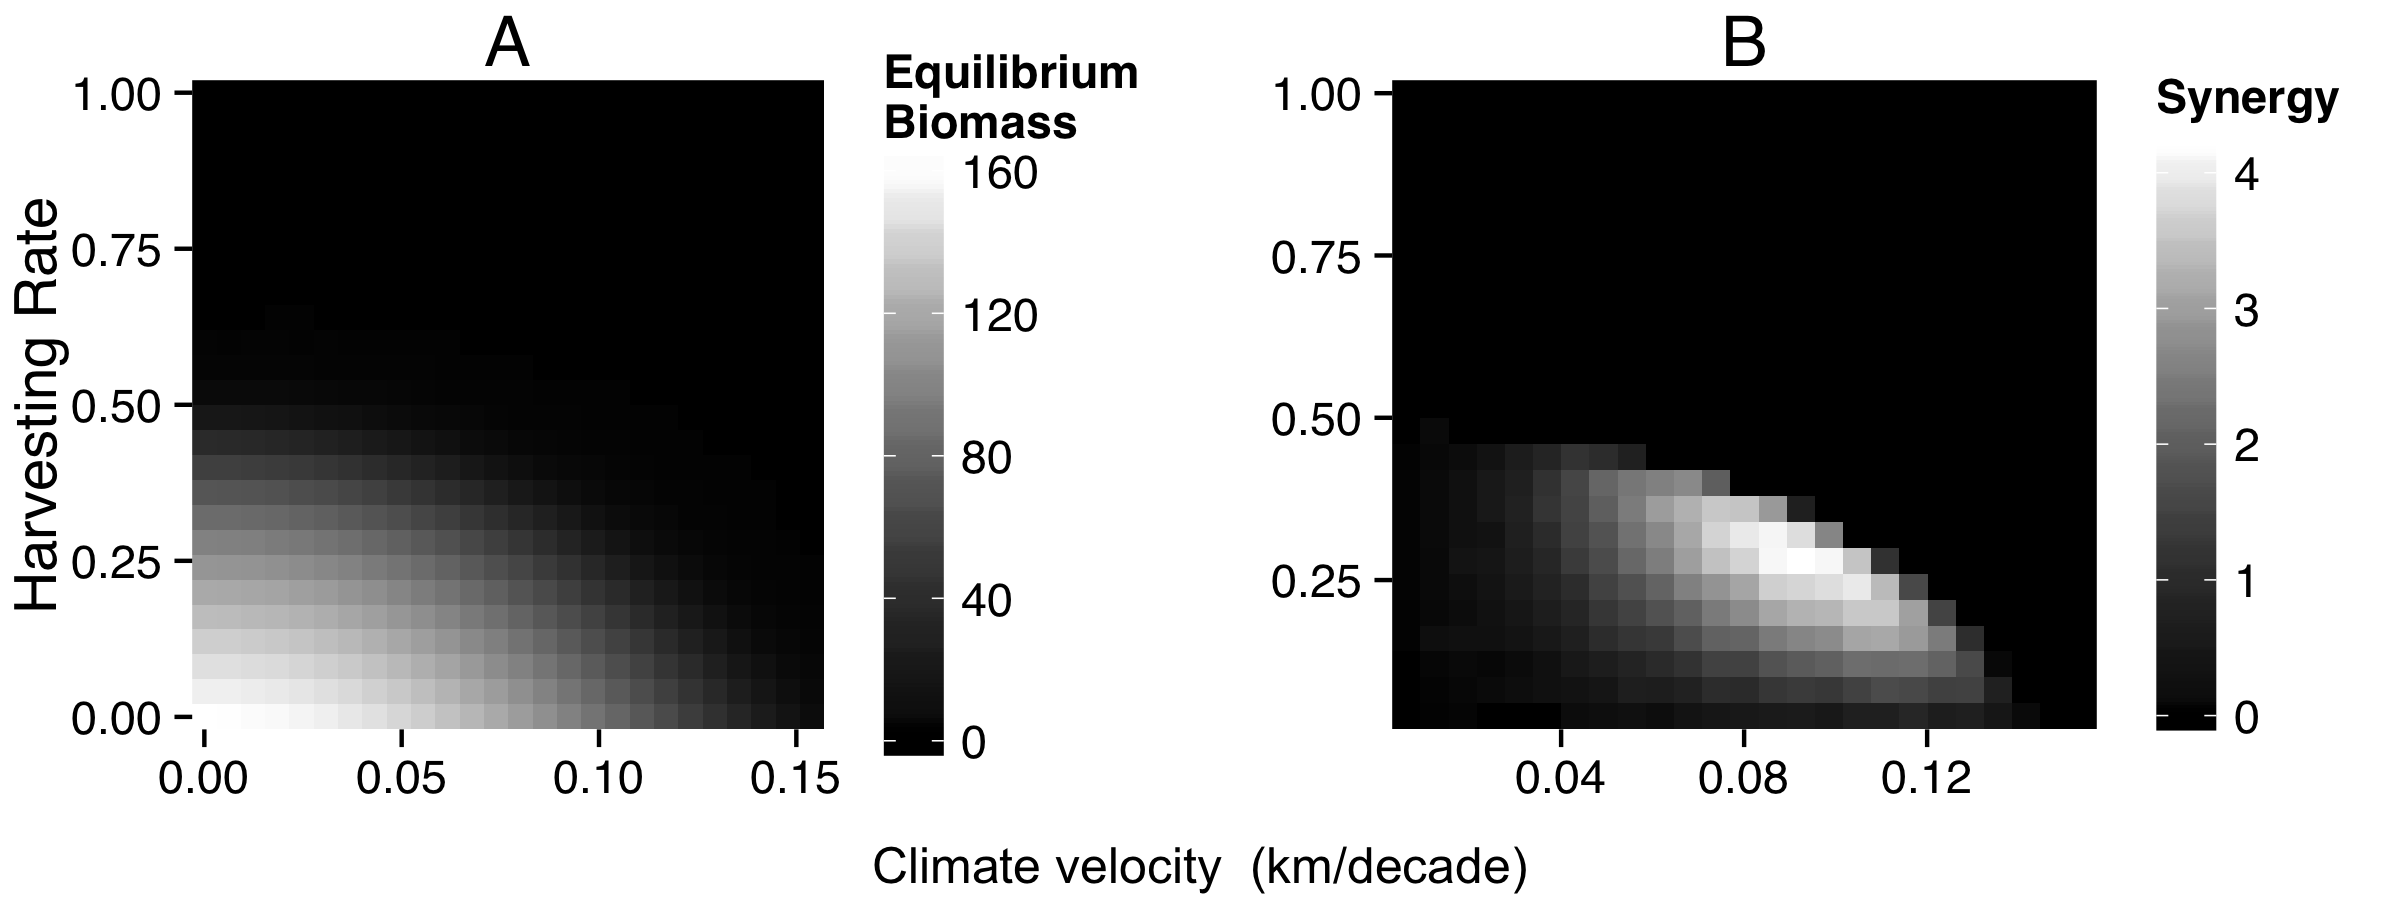 A
Harvesting Rate
1.00
0.75
0.50
0.25
0.00
0.00 0.05 0.10 0.15
Equilibrium
Biomass
160
120
80
40
0
B
1.00
0.75
0.50
0.25
0.04 0.08 0.12
Synergy
4
3
2
1
0
Climate velocity (km/decade)